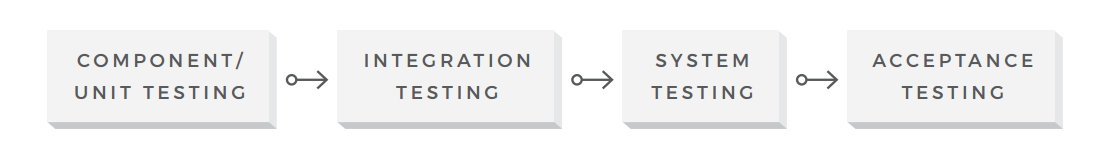 COMPONENT/
UNIT TESTING
INTEGRATION
TESTING
SYSTEM
TESTING
ACCEPTANCE
TESTING